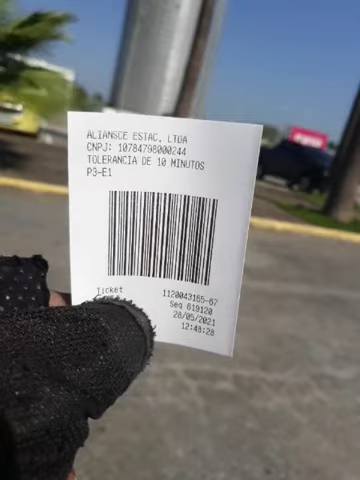 ALIANSCE ESTAC. LTDA
CNPJ: 10784798000244
TOLERANCIA DE 10 MINUTOS
P3-E1
Ticket 1120043165-67
Seq 619120
28/05/2021
12:48:28